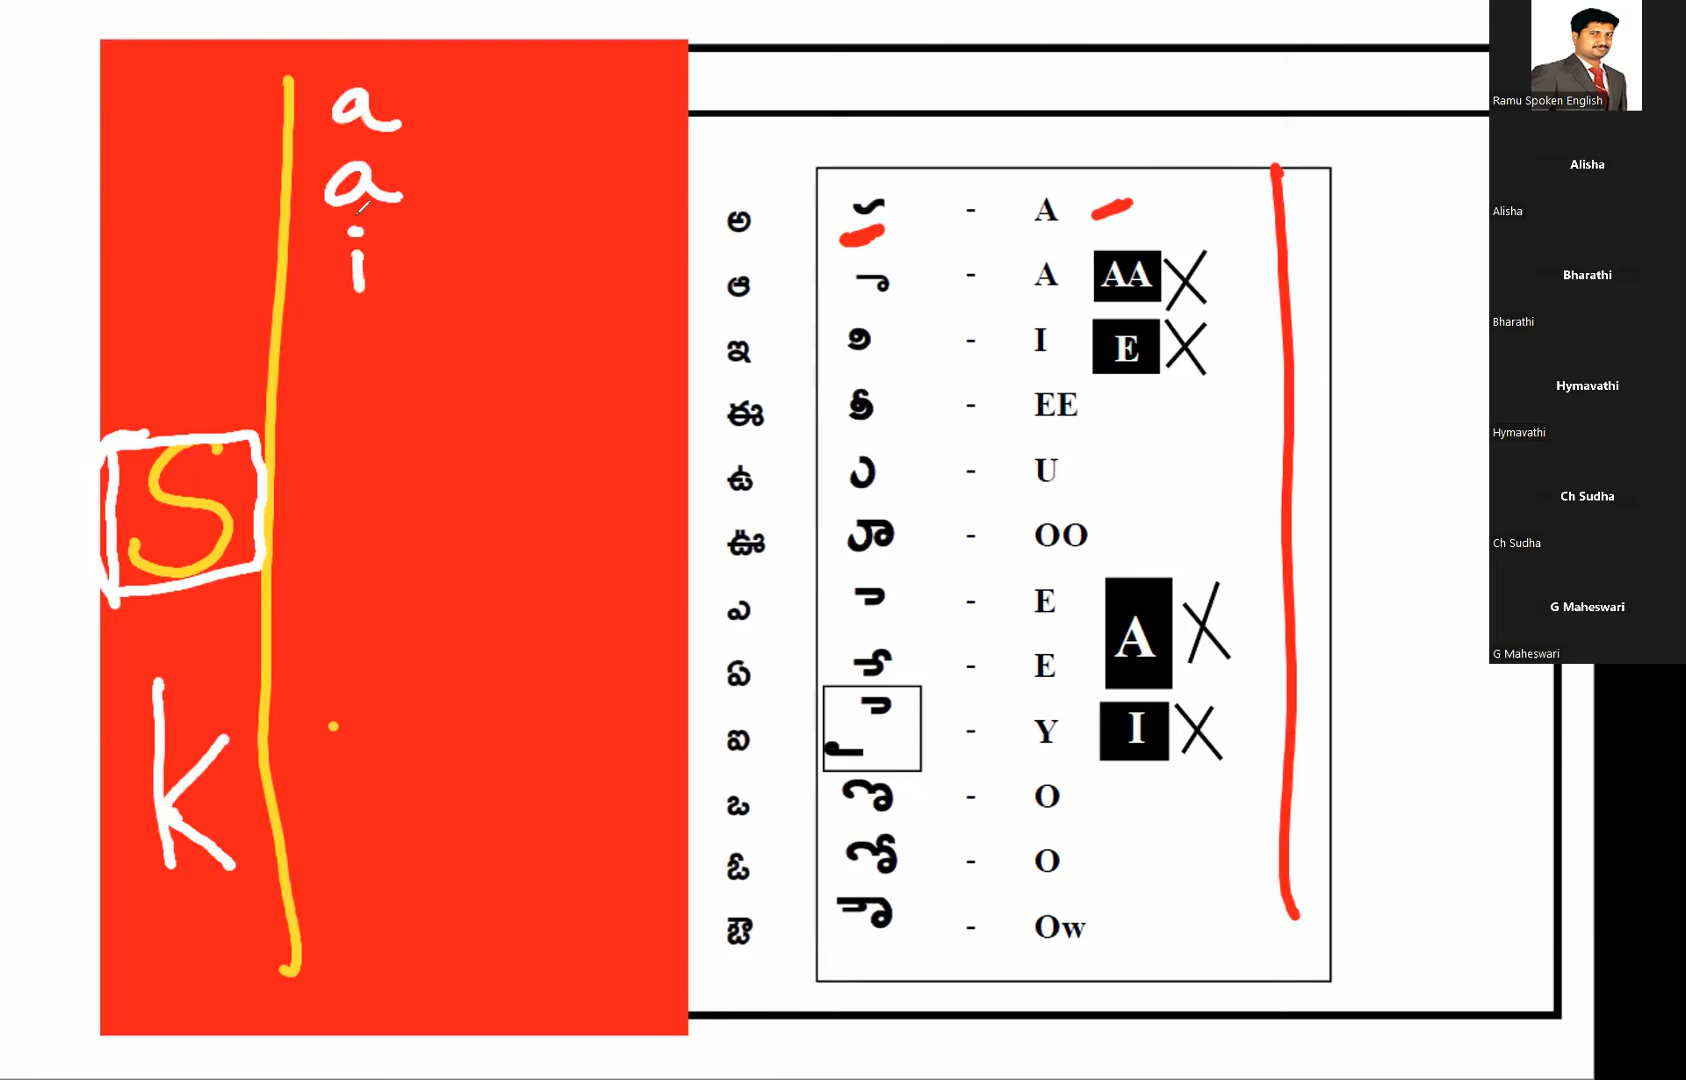 a
a
i
S
K
అ - A
ఆ ా - A AA X
ఇ ి - I E X
ఈ ీ - EE
ఉ ు - U
ఊ ూ - OO
ఎ ె - E A X
ఏ ే - E
ఐ ై - Y I X
ఒ ొ - O
ఓ ో - O
ఔ ౌ - Ow
Ramu Spoken English
Alisha
Alisha
Bharathi
Bharathi
Hymavathi
Hymavathi
Ch Sudha
Ch Sudha
G Maheswari
G Maheswari